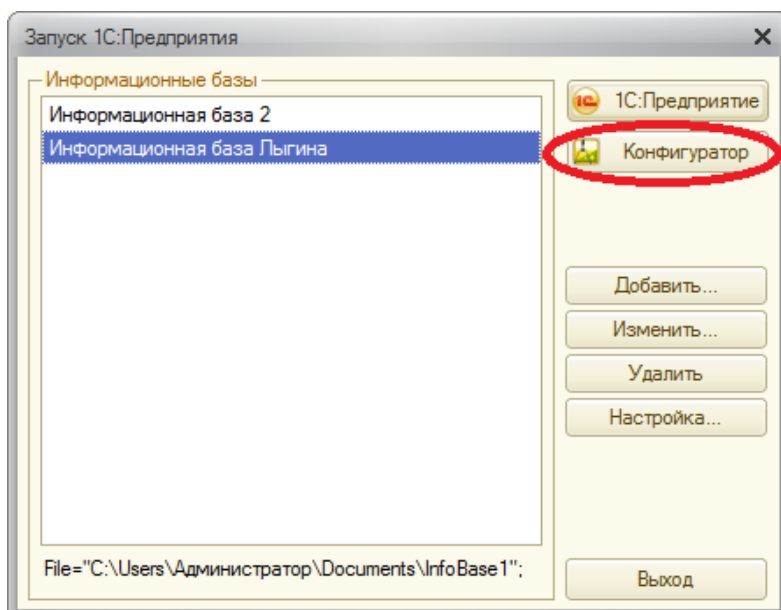 Запуск 1С:Предприятия
Информационные базы
Информационная база 2
Информационная база Лыгина
1С:Предприятие
Конфигуратор
Добавить...
Изменить...
Удалить
Настройка...
File="C:\Users\Администратор\Documents\InfoBase1";
Выход